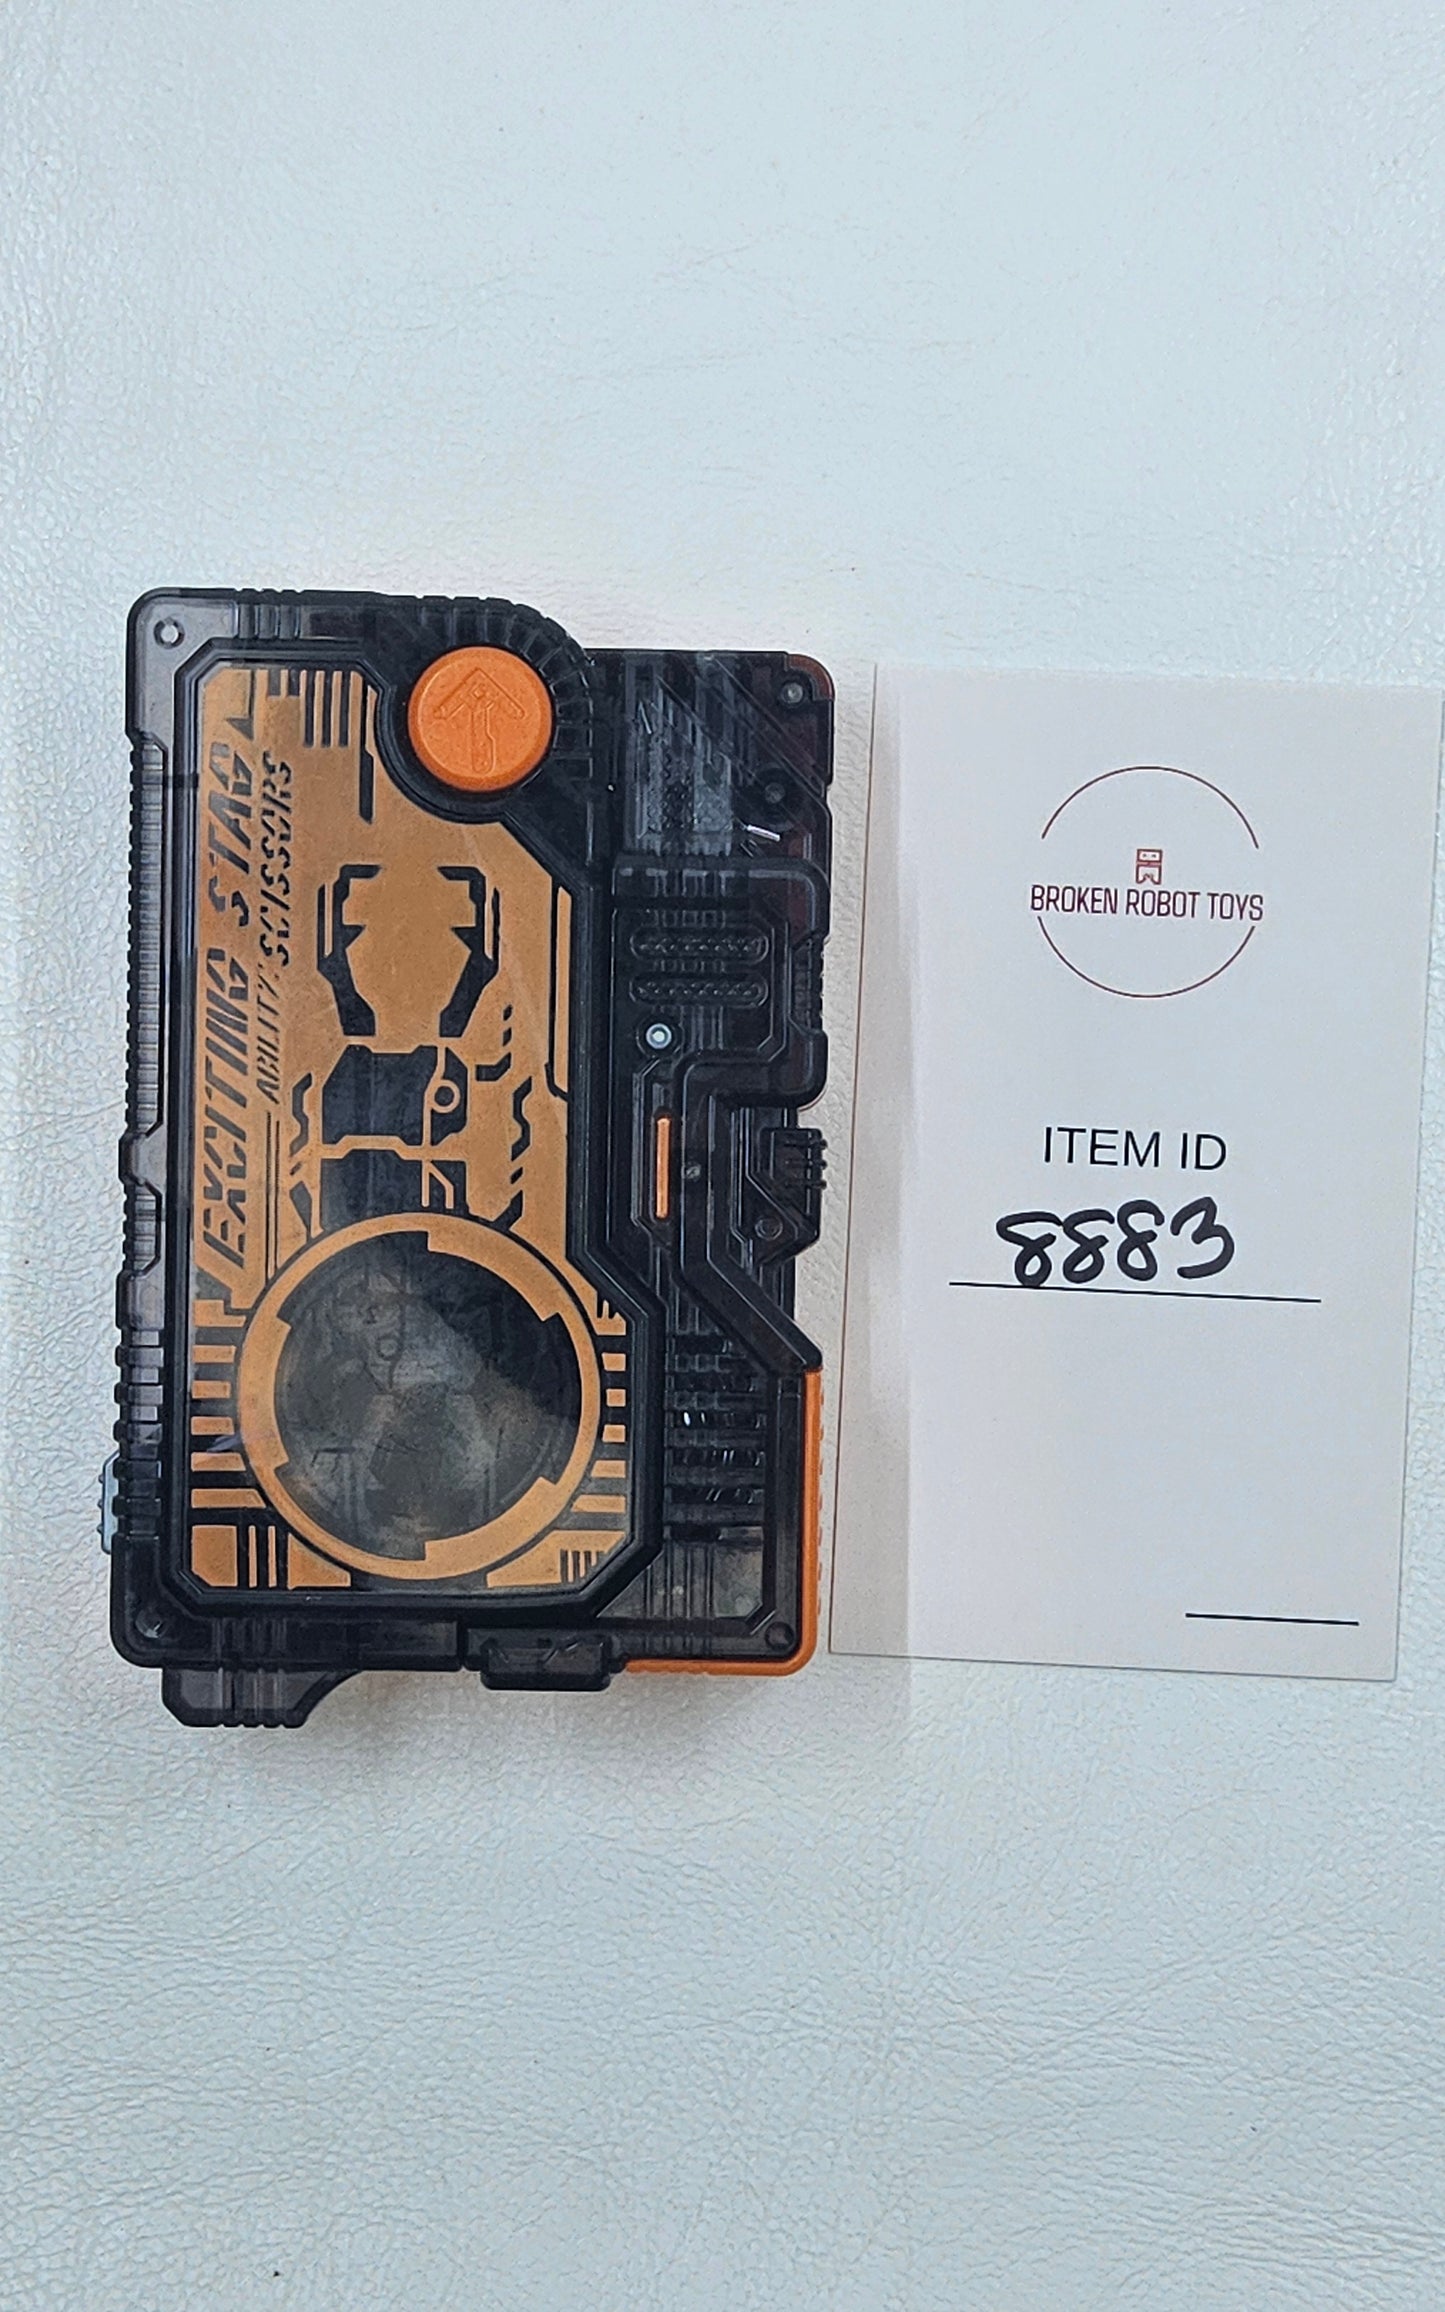 EXCITING STAG
ABILITY:SCISSORS
BROKEN ROBOT TOYS
ITEM ID
8883